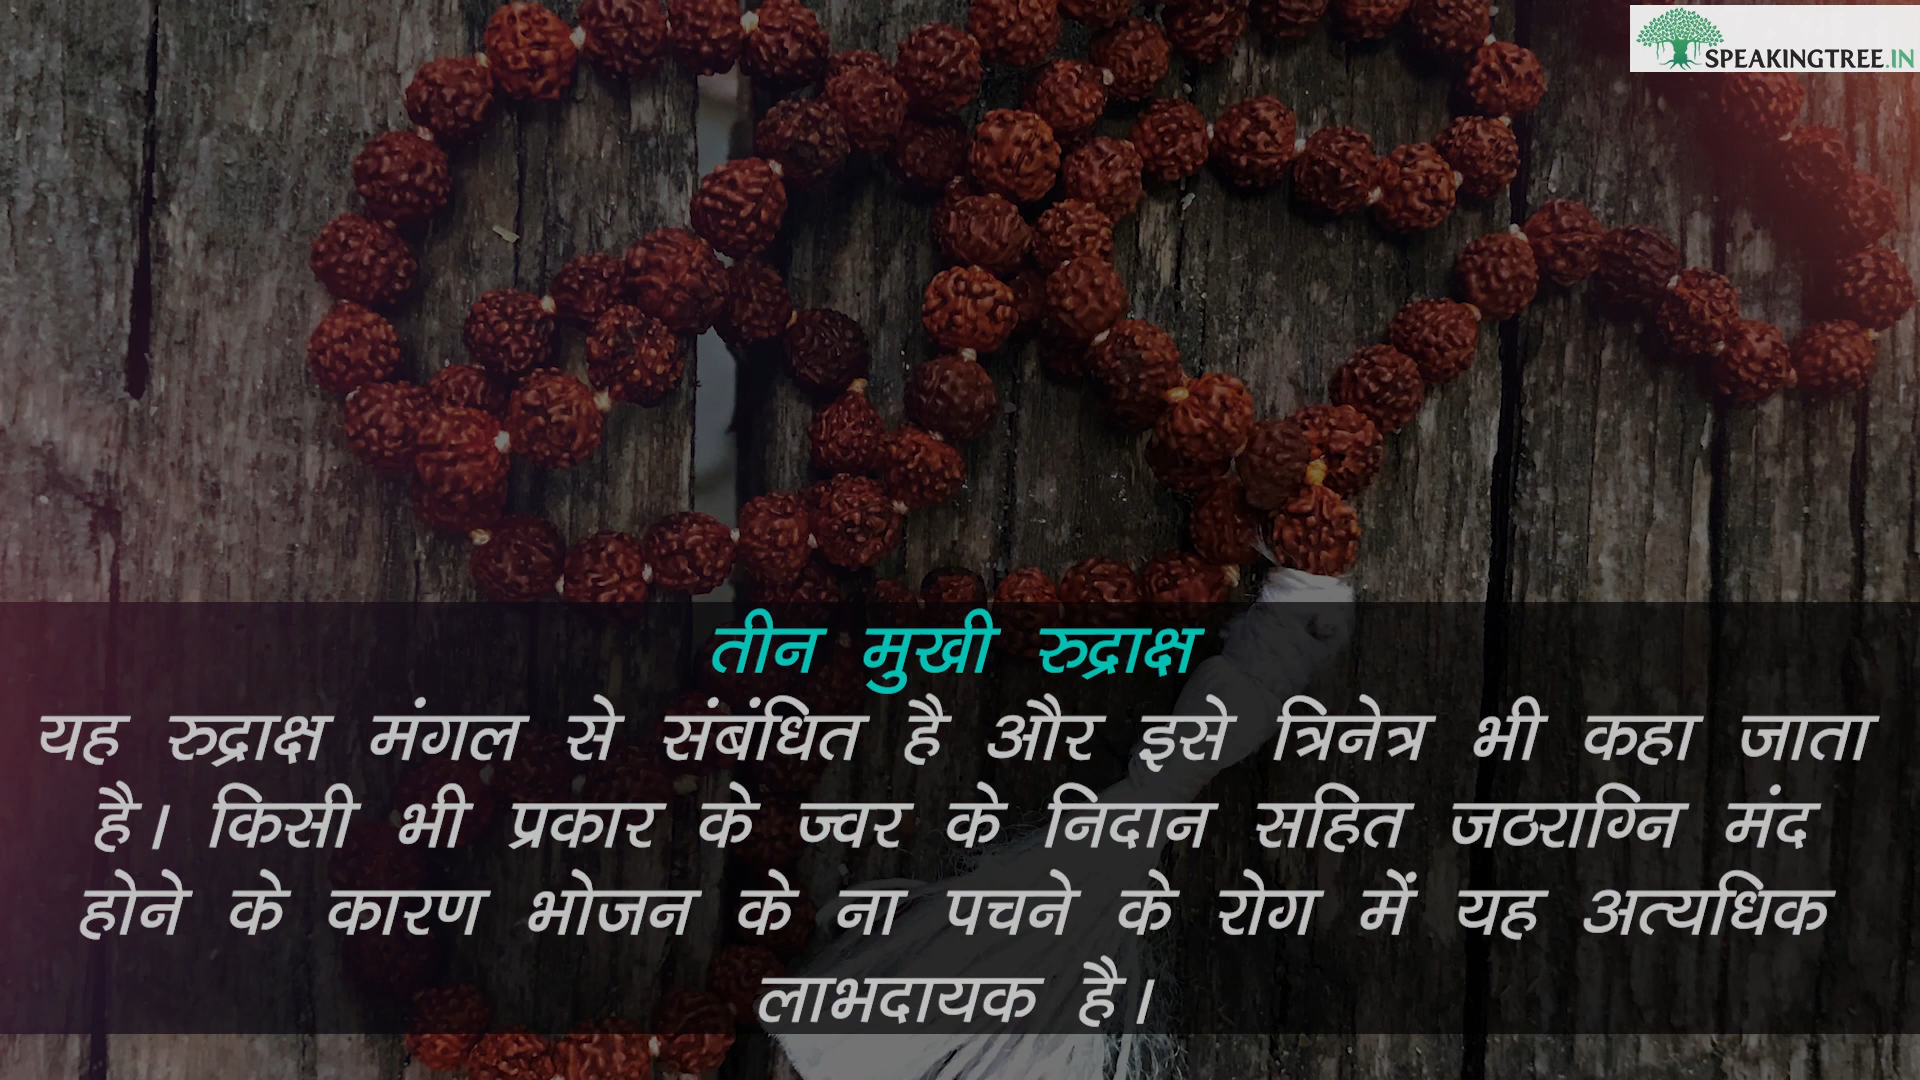 SPEAKINGTREE.IN
तीन मुखी रुद्राक्ष
यह रुद्राक्ष मंगल से संबंधित है और इसे त्रिनेत्र भी कहा जाता
है। किसी भी प्रकार के ज्वर के निदान सहित जठराग्नि मंद
होने के कारण भोजन के ना पचने के रोग में यह अत्यधिक
लाभदायक है।